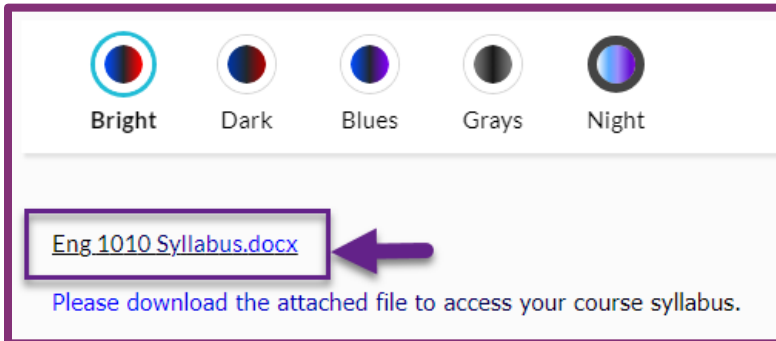 Bright Dark Blues Grays Night
Eng 1010 Syllabus.docx
Please download the attached file to access your course syllabus.